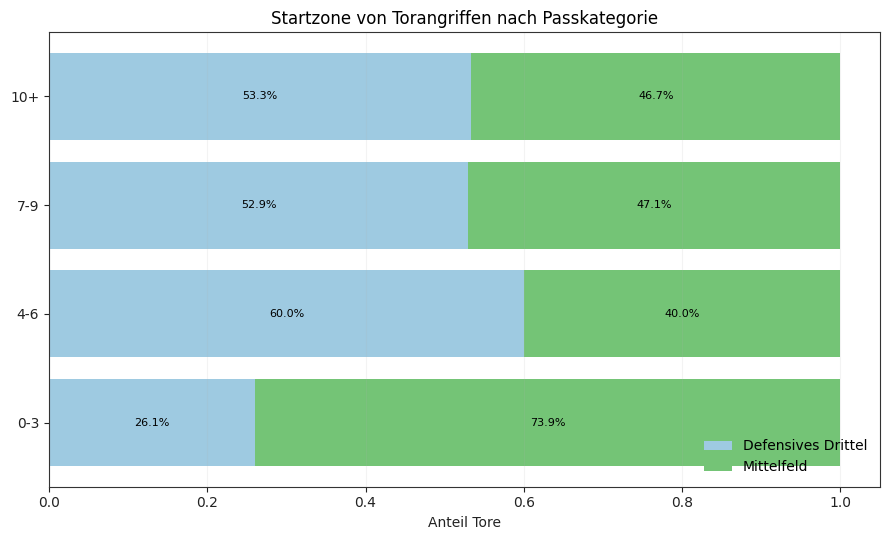 Startzone von Torangriffen nach Passkategorie
10+
53.3%
46.7%
7-9
52.9%
47.1%
4-6
60.0%
40.0%
0-3
26.1%
73.9%
Defensives Drittel
Mittelfeld
0.0 0.2 0.4 0.6 0.8 1.0
Anteil Tore